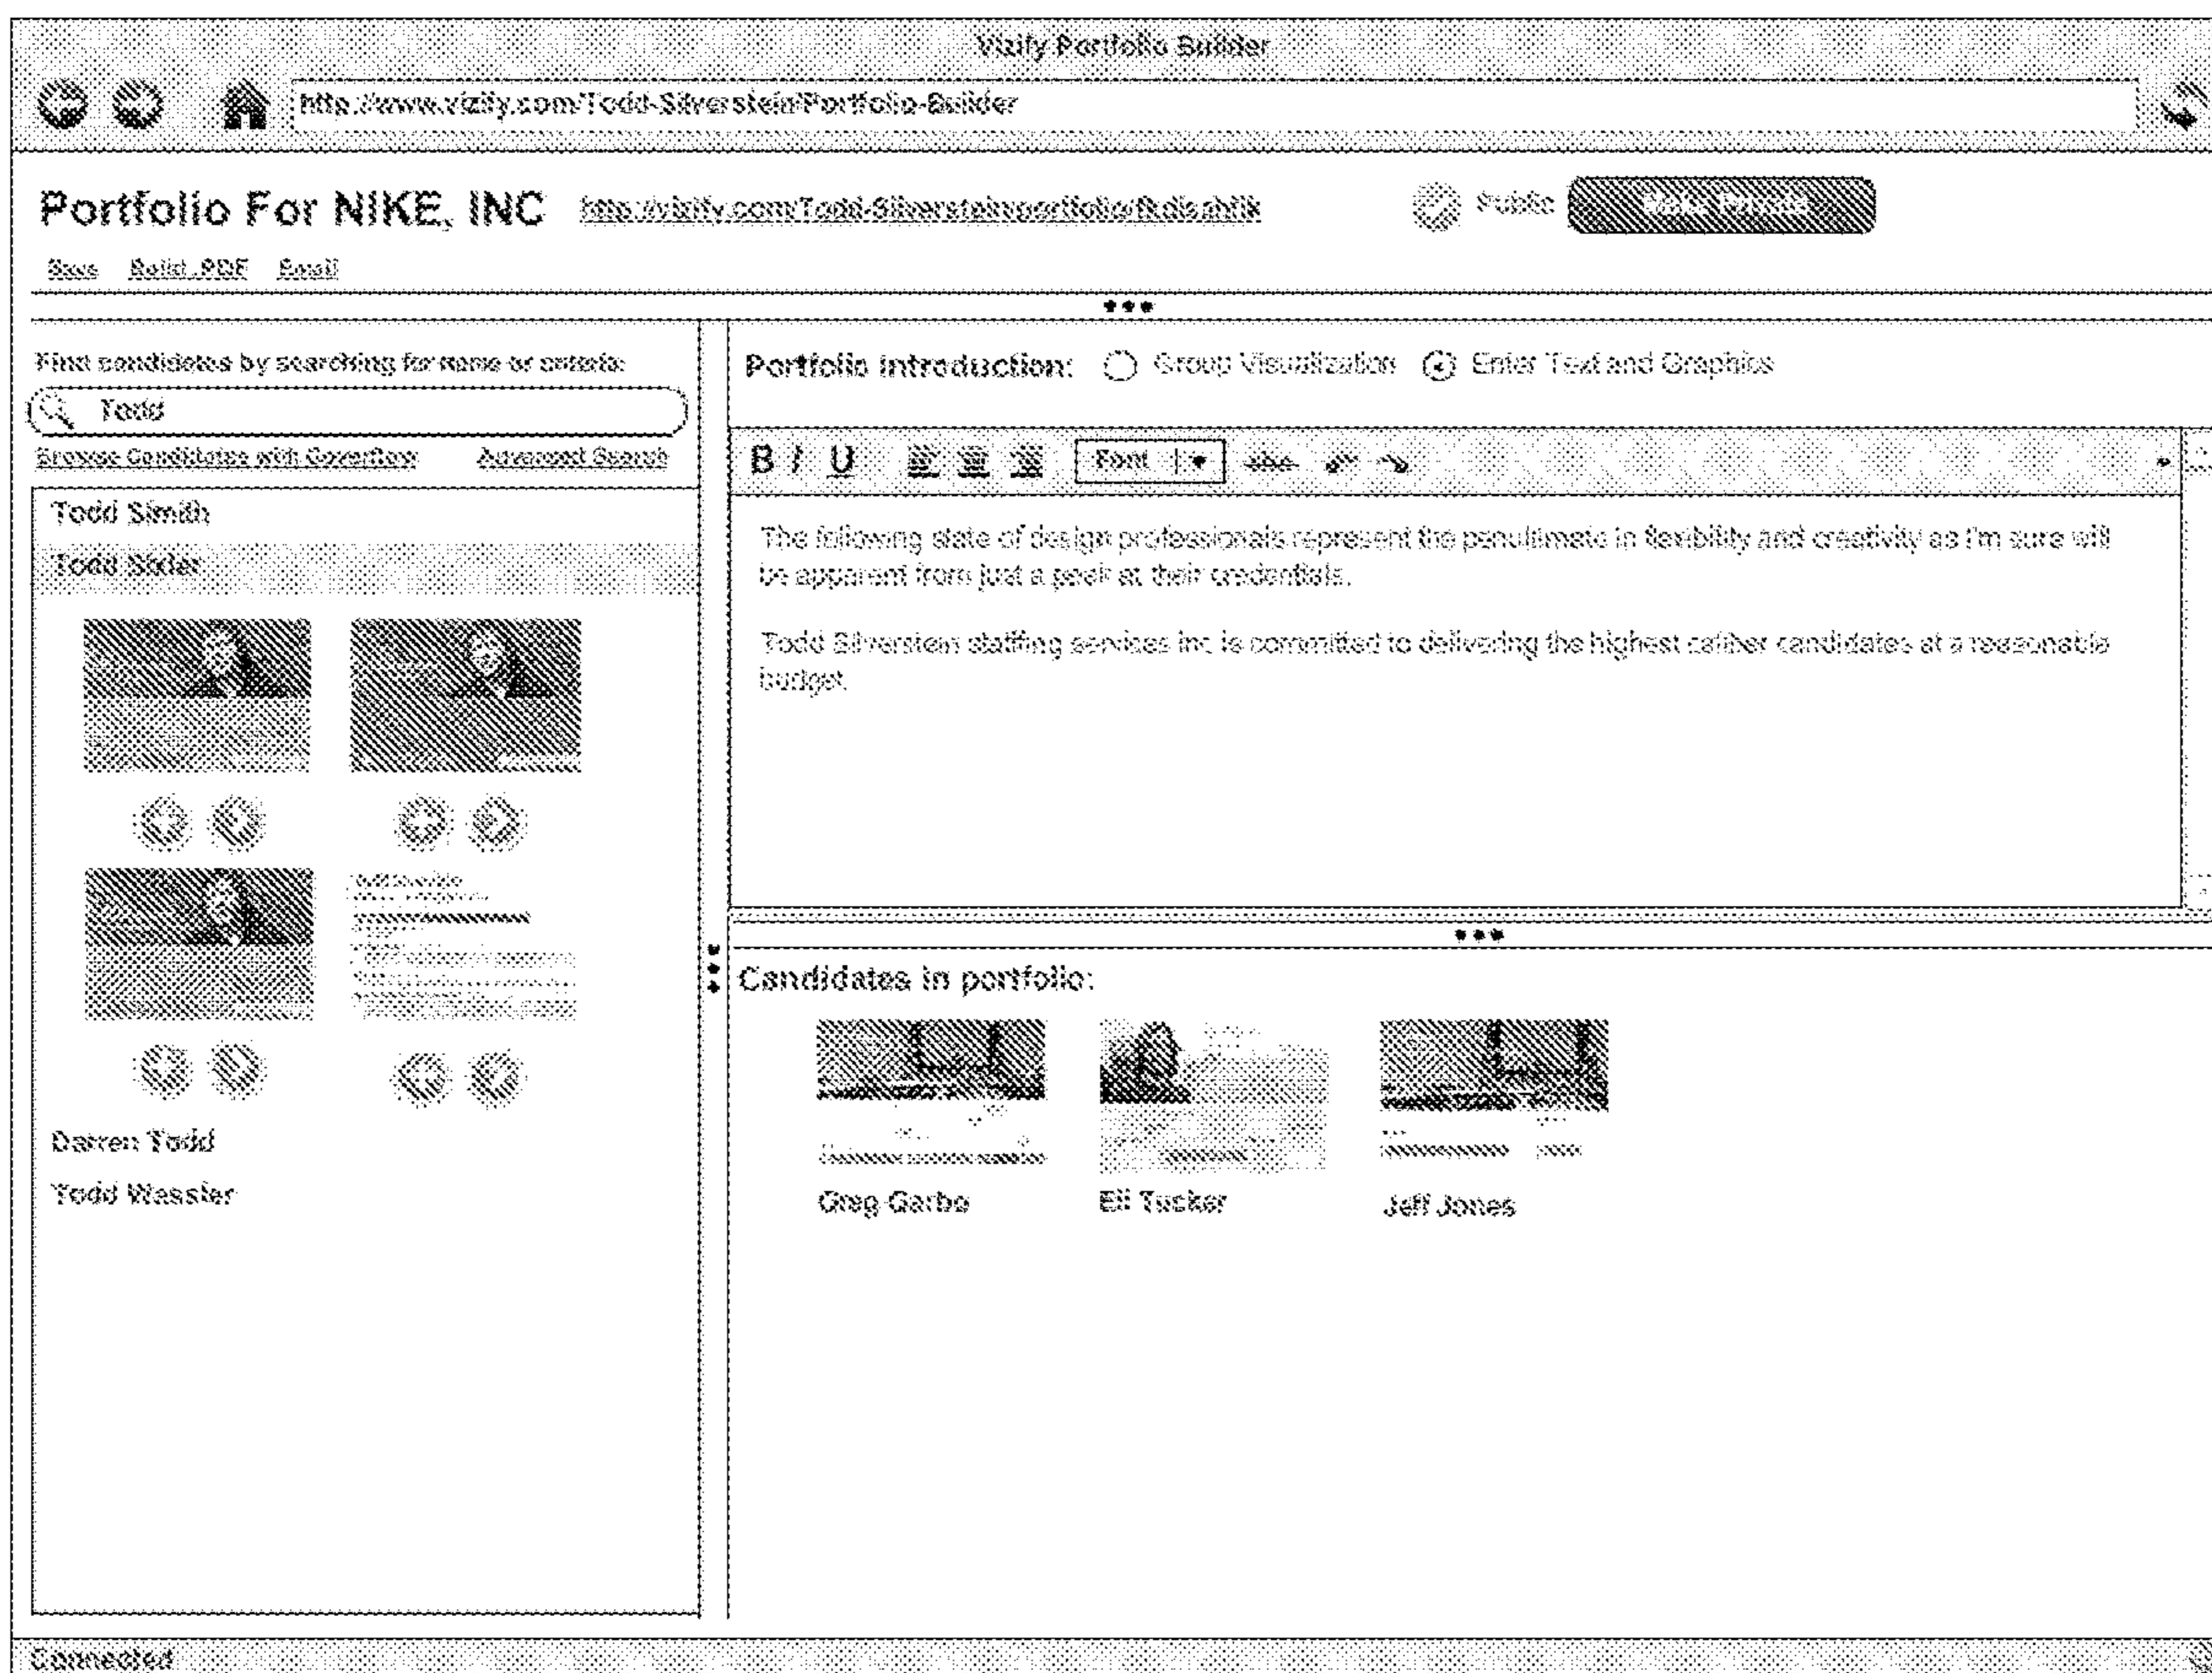 Vizify Portfolio Builder
http://www.vizify.com/Todd-Silverstein/Portfolio-Builder
Portfolio For NIKE, INC
Public
Save Build .PDF Email
Find candidates by searching for name or criteria:
Todd
Browse Candidates with Coverflow Advanced Search
Todd Smith
Todd Sixler
Darren Todd
Todd Wassler
Portfolio Introduction: Group Visualization Enter Text and Graphics
B I U Font abc
The following slate of design professionals represent the penultimate in flexibility and creativity as I'm sure will
be apparent from just a peek at their credentials.
Todd Silverstein staffing services inc is committed to delivering the highest caliber candidates at a reasonable
budget.
Candidates in portfolio:
Greg Garbo
Eli Tucker
Jeff Jones
Connected